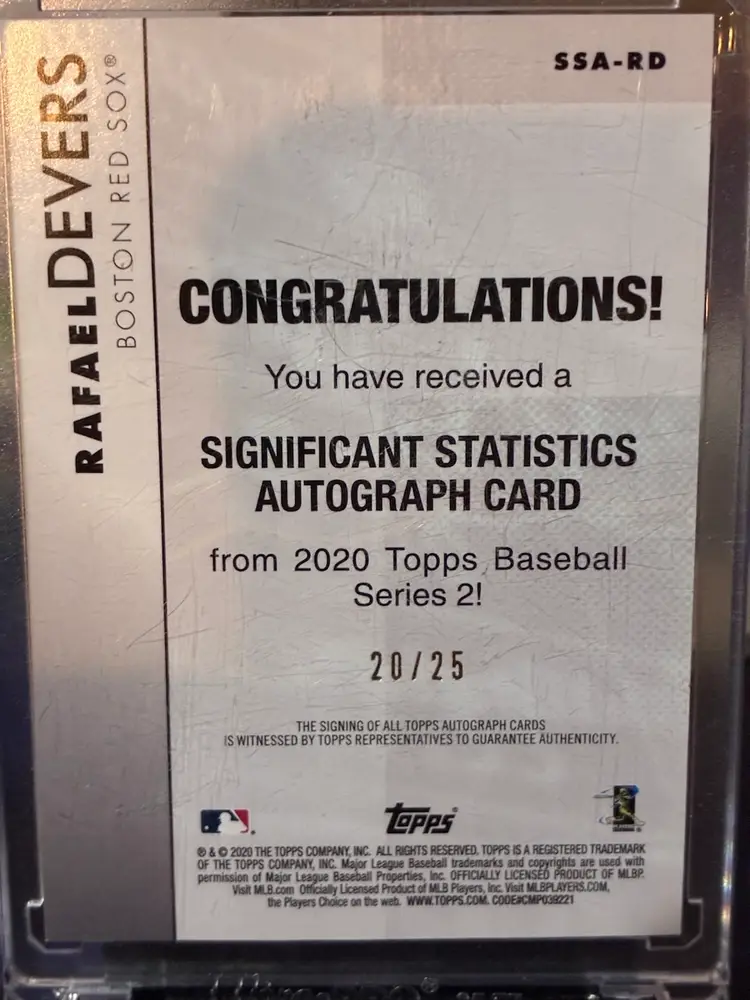 SSA-RD
RAFAEL DEVERS
BOSTON RED SOX®
CONGRATULATIONS!
You have received a
SIGNIFICANT STATISTICS
AUTOGRAPH CARD
from 2020 Topps Baseball
Series 2!
20/25
THE SIGNING OF ALL TOPPS AUTOGRAPH CARDS
IS WITNESSED BY TOPPS REPRESENTATIVES TO GUARANTEE AUTHENTICITY.
topps®
® & © 2020 THE TOPPS COMPANY, INC. ALL RIGHTS RESERVED. TOPPS IS A REGISTERED TRADEMARK
OF THE TOPPS COMPANY, INC. Major League Baseball trademarks and copyrights are used with
permission of Major League Baseball Properties, Inc. OFFICIALLY LICENSED PRODUCT OF MLBP.
Visit MLB.com Officially Licensed Product of MLB Players, Inc. Visit MLBPLAYERS.COM,
the Players Choice on the web. WWW.TOPPS.COM. CODE#CMP039221